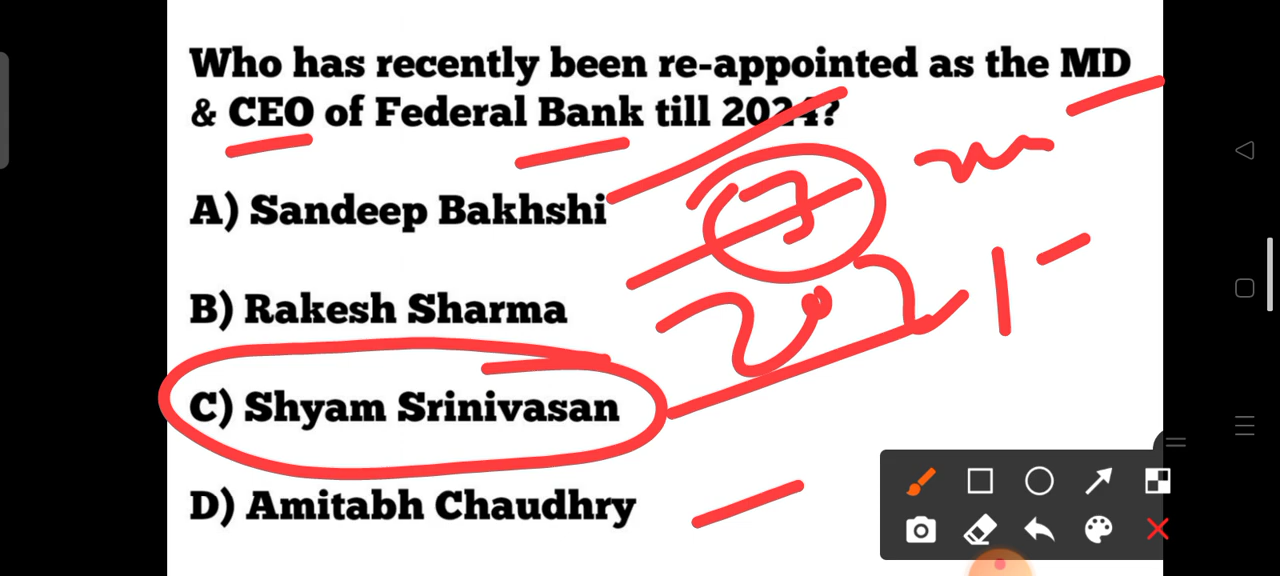 Who has recently been re-appointed as the MD
& CEO of Federal Bank till 2024?
A) Sandeep Bakhshi
B) Rakesh Sharma
C) Shyam Srinivasan
D) Amitabh Chaudhry